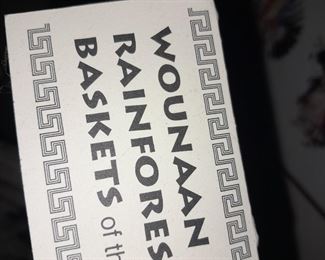 WOUNAAN
RAINFORES
BASKETS of th